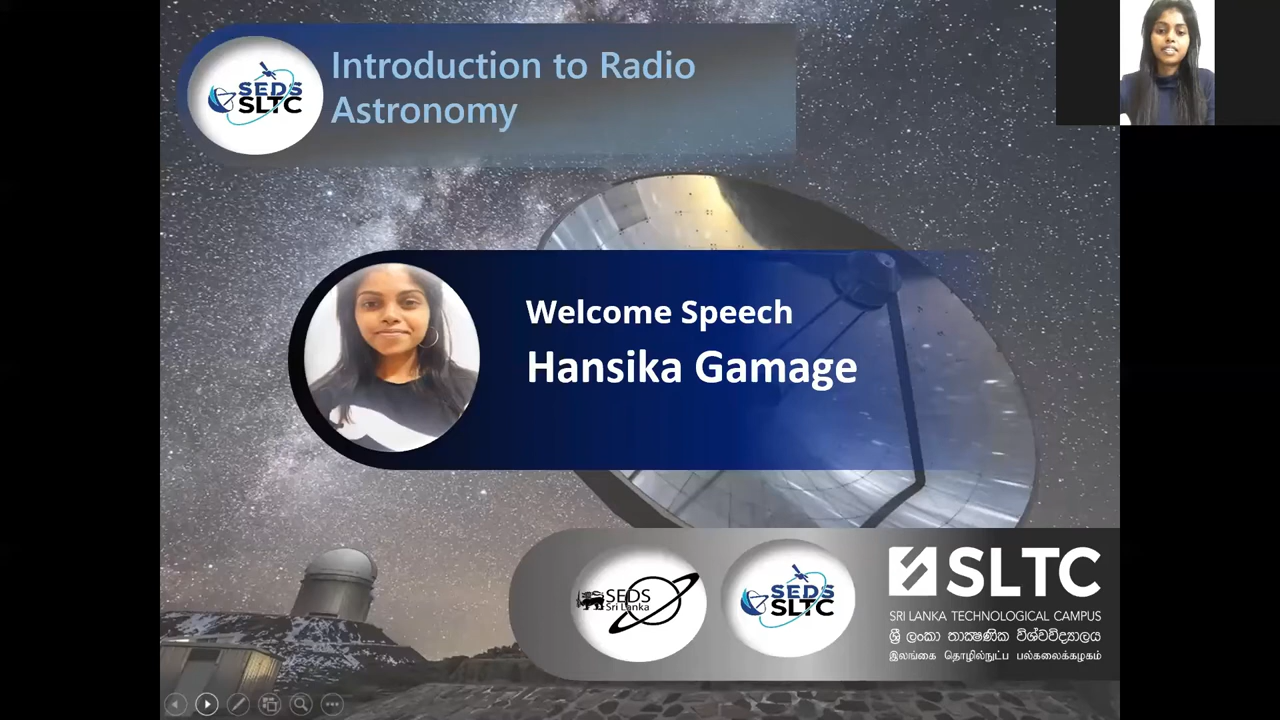 SEDS
SLTC
Introduction to Radio
Astronomy
Welcome Speech
Hansika Gamage
SEDS
Sri Lanka
SEDS
SLTC
SLTC
SRI LANKA TECHNOLOGICAL CAMPUS
ශ්‍රී ලංකා තාක්ෂණික විශ්වවිද්‍යාලය
இலங்கை தொழில்நுட்ப பல்கலைக்கழகம்